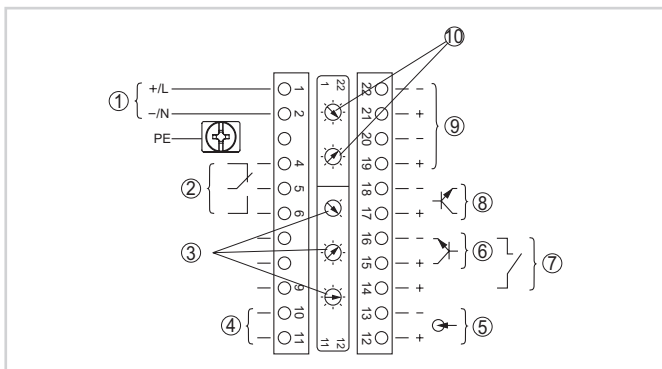 ⑩
① +/L 1 1 22 22 −
−/N 2 21 + ⑨
PE 20 −
4 19 +
② 5 18 − ⑧
6 17 +
③ 16 − ⑥ ⑦
15 +
9 14 +
④ 10 13 − ⑤
11 11 12 12 +